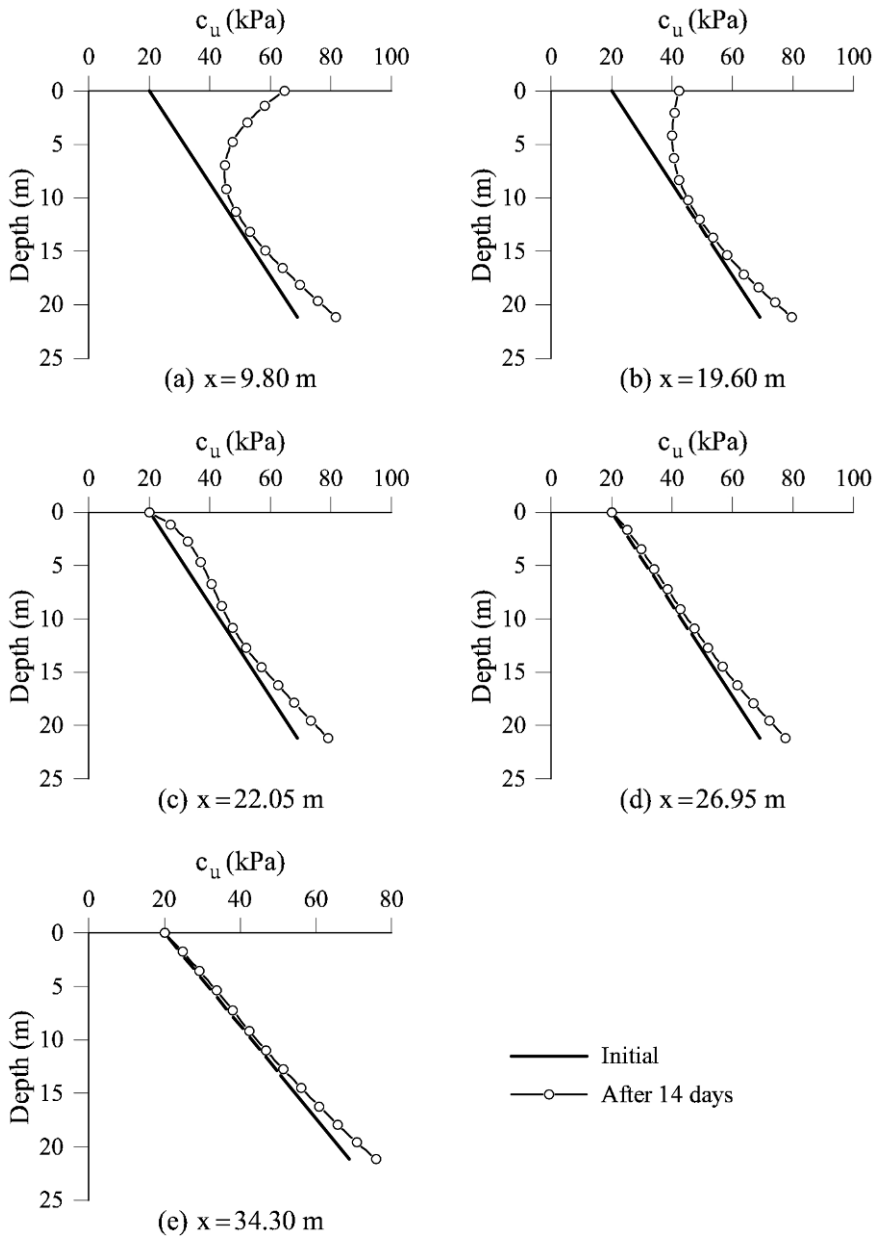 c_u (kPa)
0 20 40 60 80 100
0
5
10
15
20
25
Depth (m)
(a) x=9.80 m
c_u (kPa)
0 20 40 60 80 100
0
5
10
15
20
25
Depth (m)
(b) x=19.60 m
c_u (kPa)
0 20 40 60 80 100
0
5
10
15
20
25
Depth (m)
(c) x=22.05 m
c_u (kPa)
0 20 40 60 80 100
0
5
10
15
20
25
Depth (m)
(d) x=26.95 m
c_u (kPa)
0 20 40 60 80
0
5
10
15
20
25
Depth (m)
(e) x=34.30 m
Initial
After 14 days